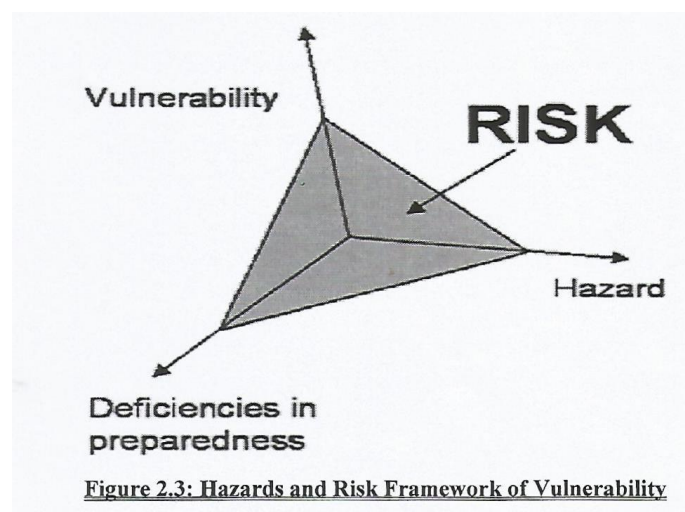 Vulnerability
RISK
Hazard
Deficiencies in
preparedness
Figure 2.3: Hazards and Risk Framework of Vulnerability